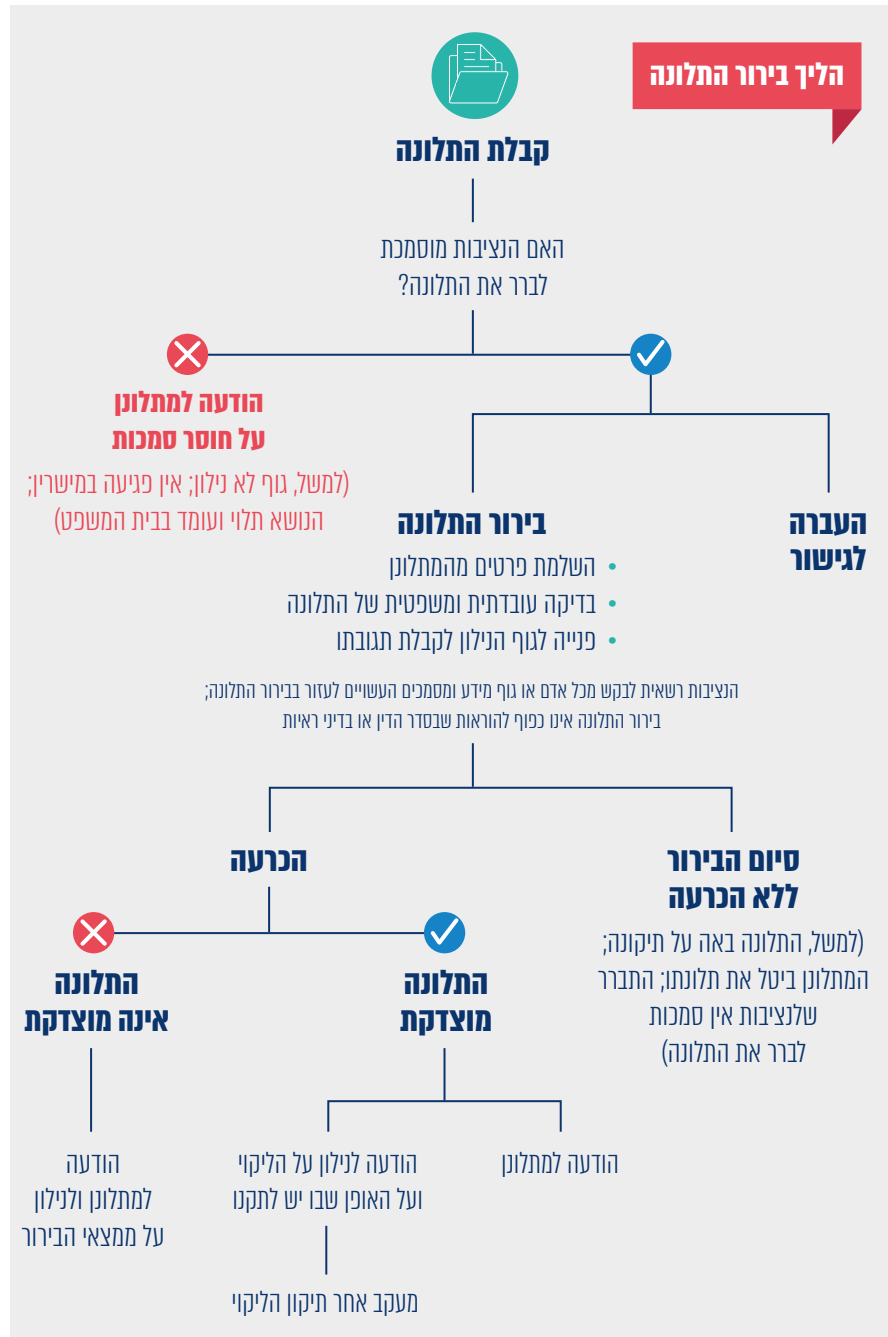 הליך בירור התלונה
קבלת התלונה
האם הנציבות מוסמכת
לברר את התלונה?
הודעה למתלונן
על חוסר סמכות
(למשל, גוף לא נילון; אין פגיעה במישרין;
הנושא תלוי ועומד בבית המשפט)
העברה
לגישור
בירור התלונה
• השלמת פרטים מהמתלונן
• בדיקה עובדתית ומשפטית של התלונה
• פנייה לגוף הנילון לקבלת תגובתו
הנציבות רשאית לבקש מכל אדם או גוף מידע ומסמכים העשויים לעזור בבירור התלונה;
בירור התלונה אינו כפוף להוראות שבסדר הדין או בדיני ראיות
סיום הבירור
ללא הכרעה
(למשל, התלונה באה על תיקונה;
המתלונן ביטל את תלונתו; התברר
שלנציבות אין סמכות
לברר את התלונה)
הכרעה
התלונה
מוצדקת
הודעה למתלונן
הודעה לנילון על הליקוי
ועל האופן שבו יש לתקנו
מעקב אחר תיקון הליקוי
התלונה
אינה מוצדקת
הודעה
למתלונן ולנילון
על ממצאי הבירור